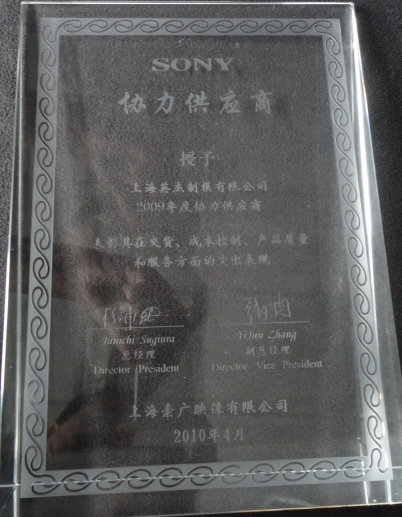 SONY
协力供应商
授予
上海英杰制模有限公司
2009年度协力供应商
表彰其在交货、成本控制、产品质量
和服务方面的突出表现
Junichi Sugiura
总经理
Director President
YiJun Zhang
副总经理
Director Vice President
上海索广映像有限公司
2010年4月